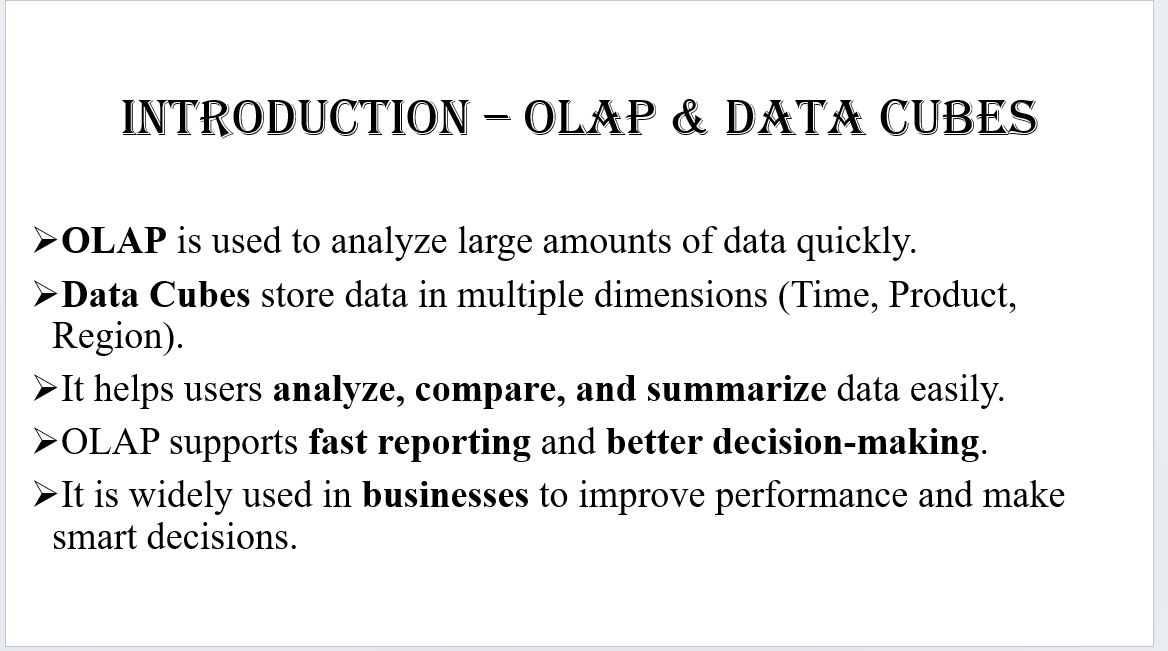 INTRODUCTION – OLAP & DATA CUBES
➢OLAP is used to analyze large amounts of data quickly.
➢Data Cubes store data in multiple dimensions (Time, Product,
Region).
➢It helps users analyze, compare, and summarize data easily.
➢OLAP supports fast reporting and better decision-making.
➢It is widely used in businesses to improve performance and make
smart decisions.